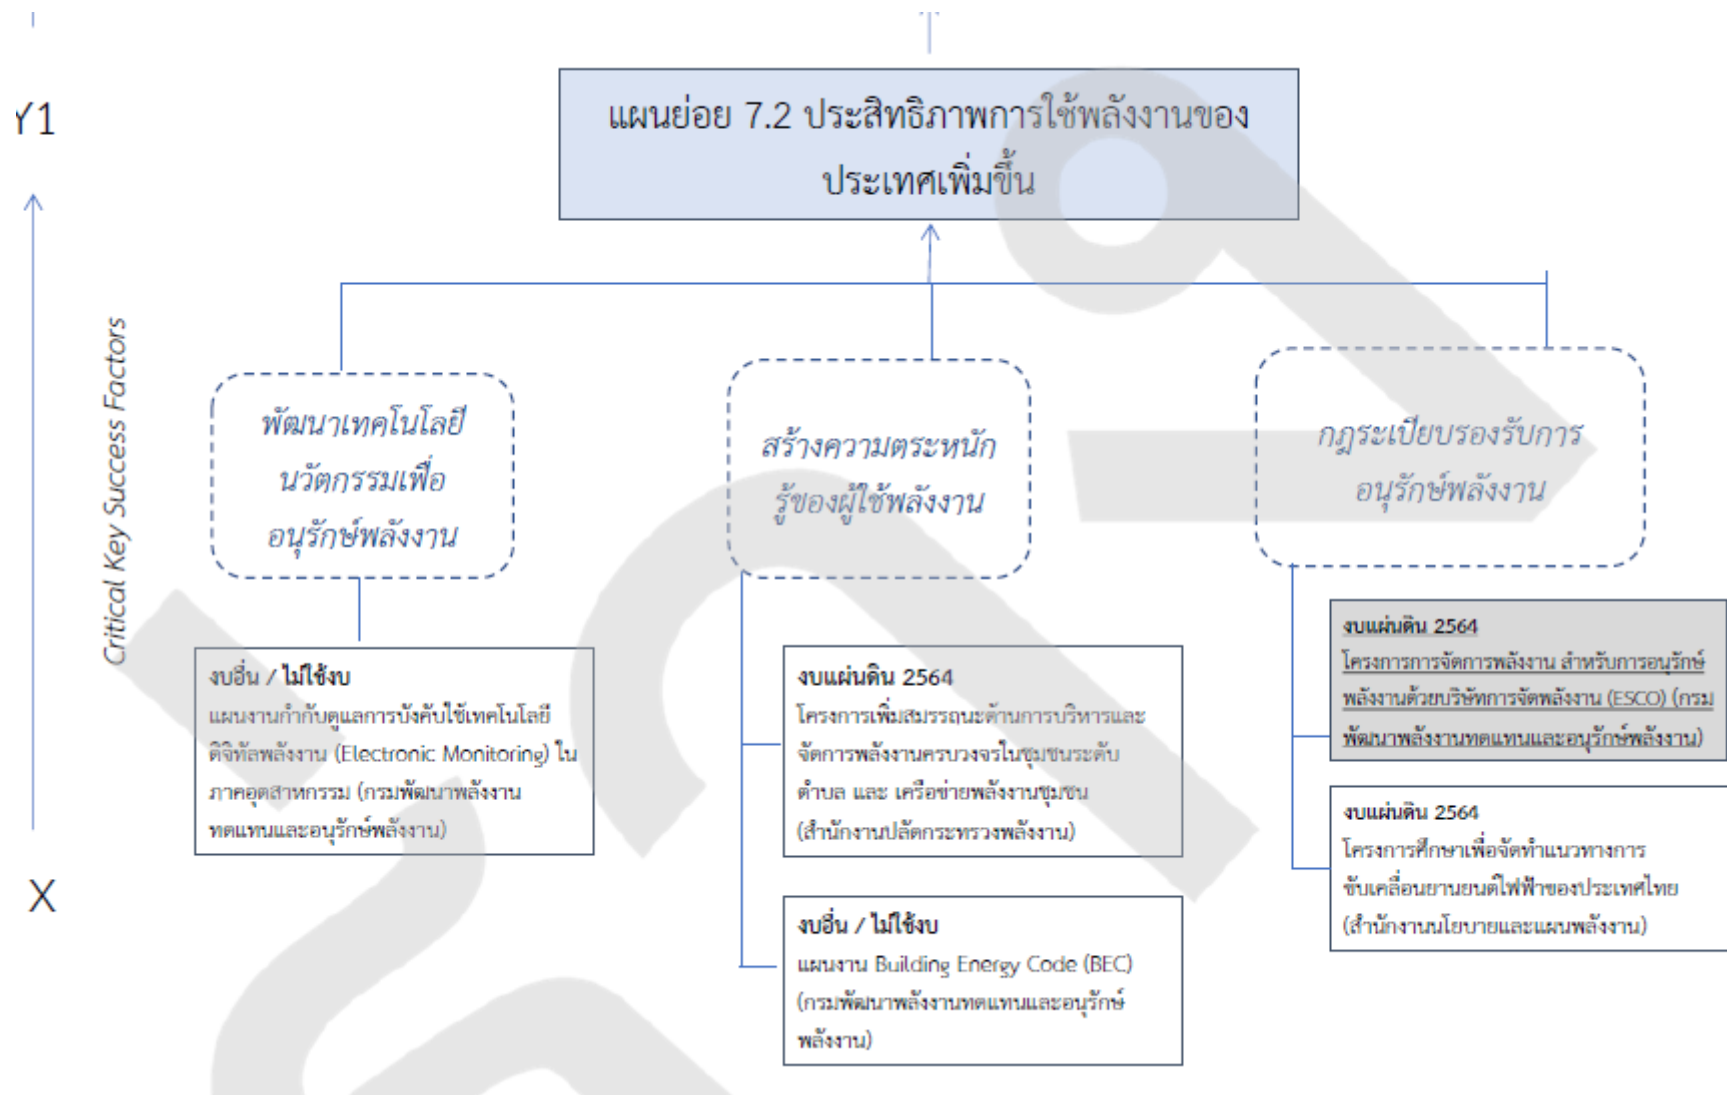 Y1
แผนย่อย 7.2 ประสิทธิภาพการใช้พลังงานของ
ประเทศเพิ่มขึ้น
Critical Key Success Factors
พัฒนาเทคโนโลยี
นวัตกรรมเพื่อ
อนุรักษ์พลังงาน
สร้างความตระหนัก
รู้ของผู้ใช้พลังงาน
กฎระเบียบรองรับการ
อนุรักษ์พลังงาน
งบอื่น / ไม่ใช้งบ
แผนงานกำกับดูแลการบังคับใช้เทคโนโลยี
ดิจิทัลพลังงาน (Electronic Monitoring) ใน
ภาคอุตสาหกรรม (กรมพัฒนาพลังงาน
ทดแทนและอนุรักษ์พลังงาน)
งบแผ่นดิน 2564
โครงการเพิ่มสมรรถนะด้านการบริหารและ
จัดการพลังงานครบวงจรในชุมชนระดับ
ตำบล และ เครือข่ายพลังงานชุมชน
(สำนักงานปลัดกระทรวงพลังงาน)
งบอื่น / ไม่ใช้งบ
แผนงาน Building Energy Code (BEC)
(กรมพัฒนาพลังงานทดแทนและอนุรักษ์
พลังงาน)
งบแผ่นดิน 2564
โครงการการจัดการพลังงาน สำหรับการอนุรักษ์
พลังงานด้วยบริษัทการจัดพลังงาน (ESCO) (กรม
พัฒนาพลังงานทดแทนและอนุรักษ์พลังงาน)
งบแผ่นดิน 2564
โครงการศึกษาเพื่อจัดทำแนวทางการ
ขับเคลื่อนยานยนต์ไฟฟ้าของประเทศไทย
(สำนักงานนโยบายและแผนพลังงาน)
X